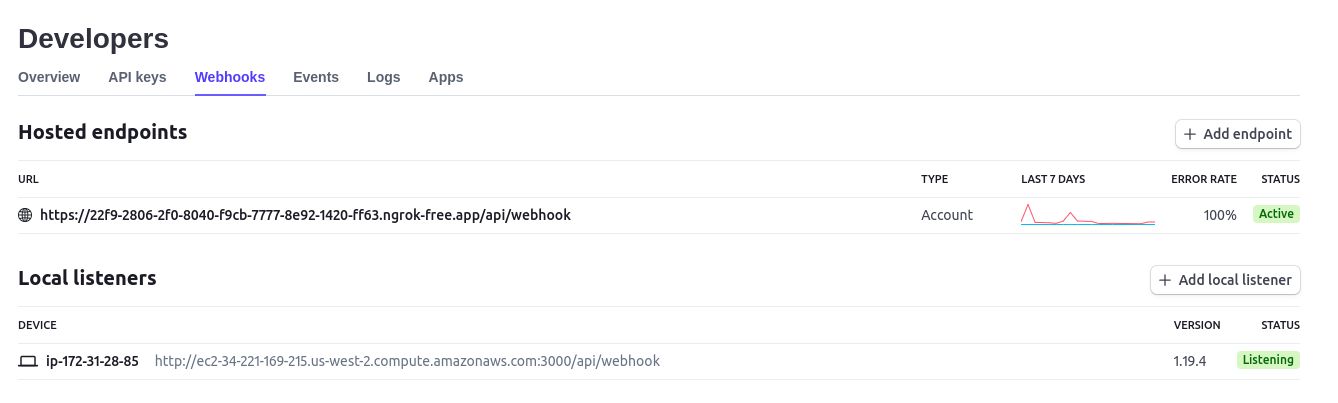 Developers
Overview API keys Webhooks Events Logs Apps
Hosted endpoints + Add endpoint
URL TYPE LAST 7 DAYS ERROR RATE STATUS
https://22f9-2806-2f0-8040-f9cb-7777-8e92-1420-ff63.ngrok-free.app/api/webhook Account 100% Active
Local listeners + Add local listener
DEVICE VERSION STATUS
ip-172-31-28-85 http://ec2-34-221-169-215.us-west-2.compute.amazonaws.com:3000/api/webhook 1.19.4 Listening